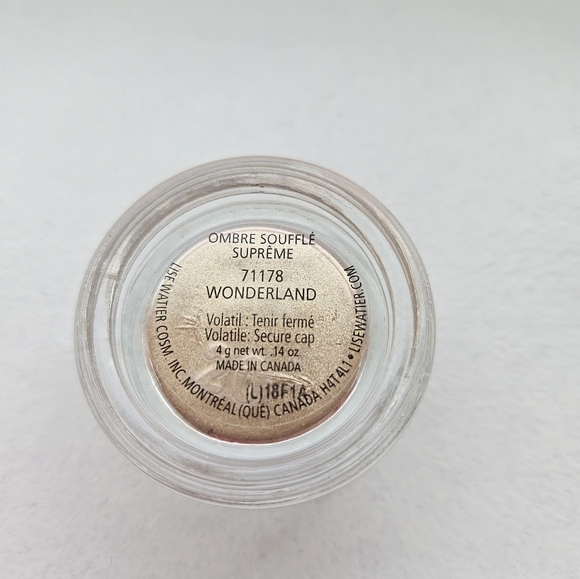 OMBRE SOUFFLÉ
SUPRÊME
71178
WONDERLAND
Volatil : Tenir fermé
Volatile: Secure cap
4 g net wt. .14 oz
MADE IN CANADA
(L)18F1A
LISE WATIER COSM. INC. MONTRÉAL (QUÉ) CANADA H4T 4L1 • LISEWATIER.COM